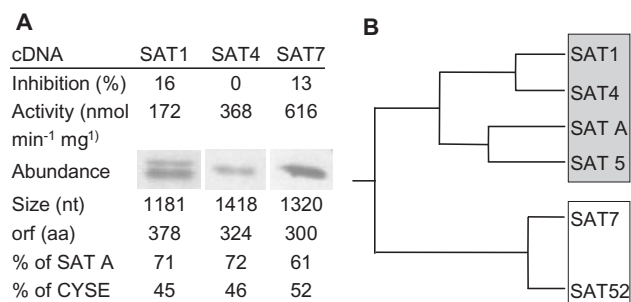 A
cDNA SAT1 SAT4 SAT7
Inhibition (%) 16 0 13
Activity (nmol 172 368 616
min⁻¹ mg¹)
Abundance
Size (nt) 1181 1418 1320
orf (aa) 378 324 300
% of SAT A 71 72 61
% of CYSE 45 46 52
B
SAT1
SAT4
SAT A
SAT 5
SAT7
SAT52